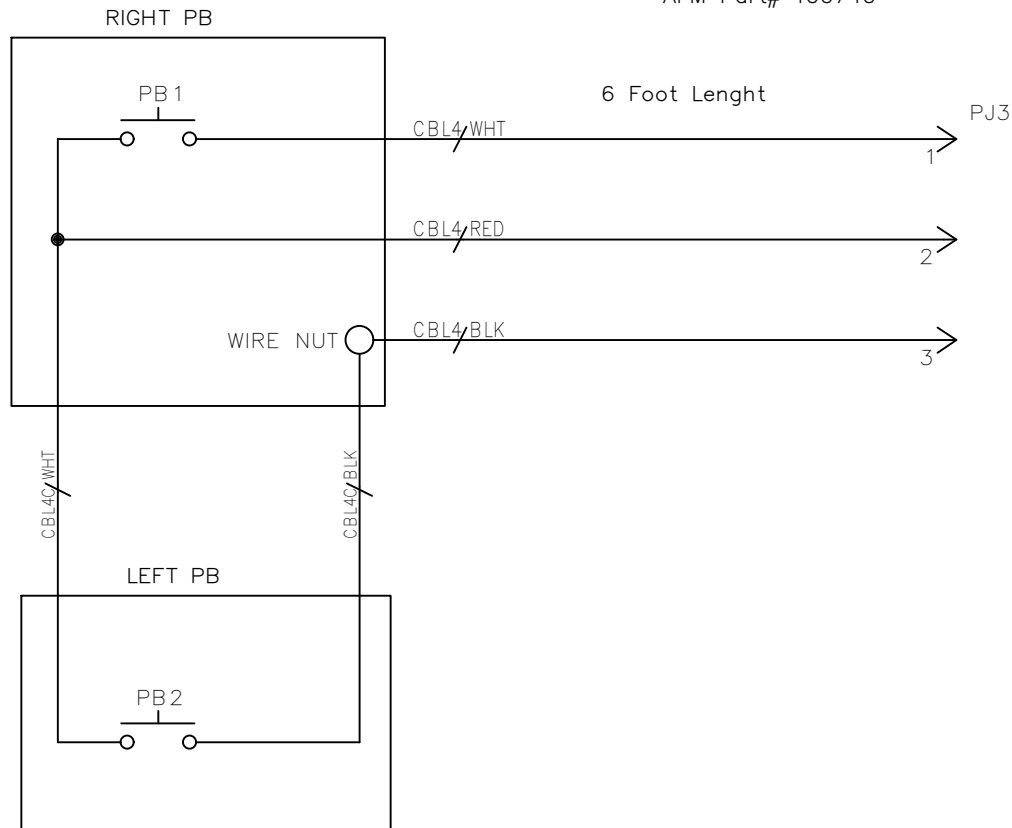 RIGHT PB
PB1
6 Foot Lenght
PJ3
CBL4 WHT
1
CBL4 RED
2
WIRE NUT
CBL4 BLK
3
CBL4C WHT
CBL4C BLK
LEFT PB
PB2